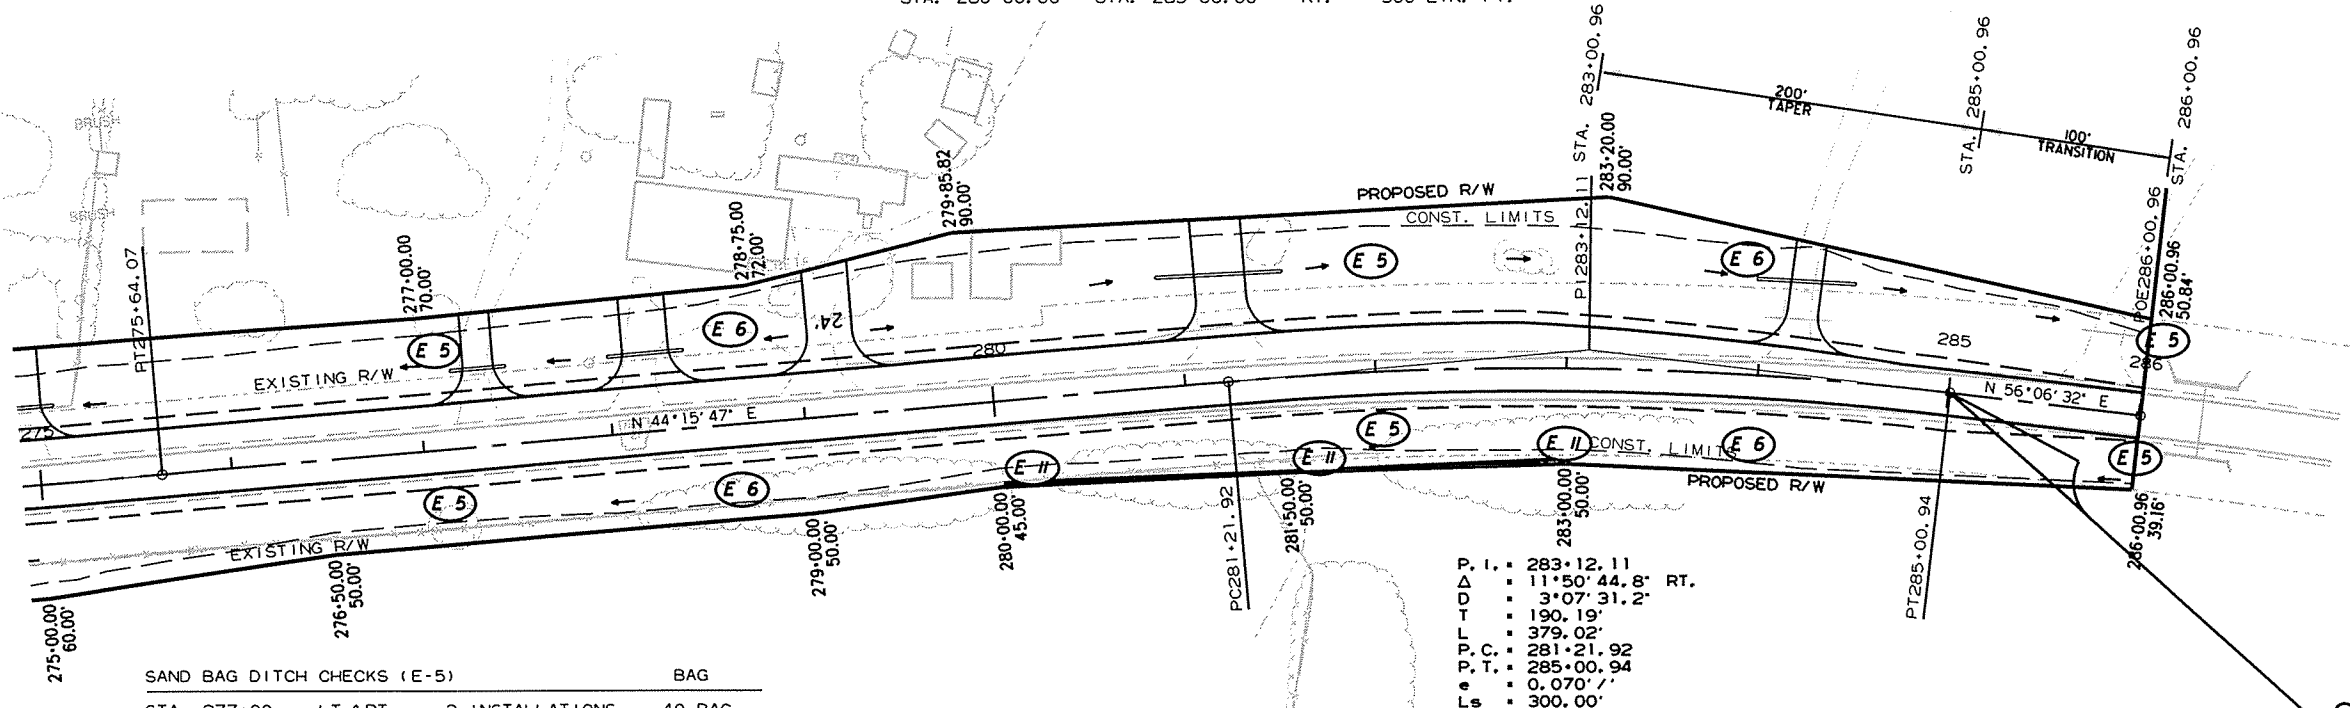 283+00.96
STA.
285+00.96
STA.
286+00.96
STA.
200'
TAPER
100'
TRANSITION
BRUSH
BRUSH
PT275+64.07
277+00.00
70.00'
278+75.00
72.00'
279+85.82
90.00'
PROPOSED R/W
CONST. LIMITS
PI283+12.11
283+20.00
90.00'
POE286+00.96
286+00.96
50.84'
E 5
E 6
24'
E 5
E 6
E 5
EXISTING R/W
280
285
286
275
N 44°15'47" E
N 56°06'32" E
E 5
E 6
E 11
E 11
E 5
E 11
CONST. LIMITS
E 6
E 5
PROPOSED R/W
EXISTING R/W
275+00.00
60.00'
276+50.00
50.00'
279+00.00
50.00'
280+00.00
45.00'
PC281+21.92
281+50.00
50.00'
283+00.00
50.00'
PT285+00.94
286+00.96
39.16'
P.I. = 283+12.11
Δ = 11°50'44.8" RT.
D = 3°07'31.2"
T = 190.19'
L = 379.02'
P.C. = 281+21.92
P.T. = 285+00.94
e = 0.070'/'
Ls = 300.00'
SAND BAG DITCH CHECKS (E-5) BAG